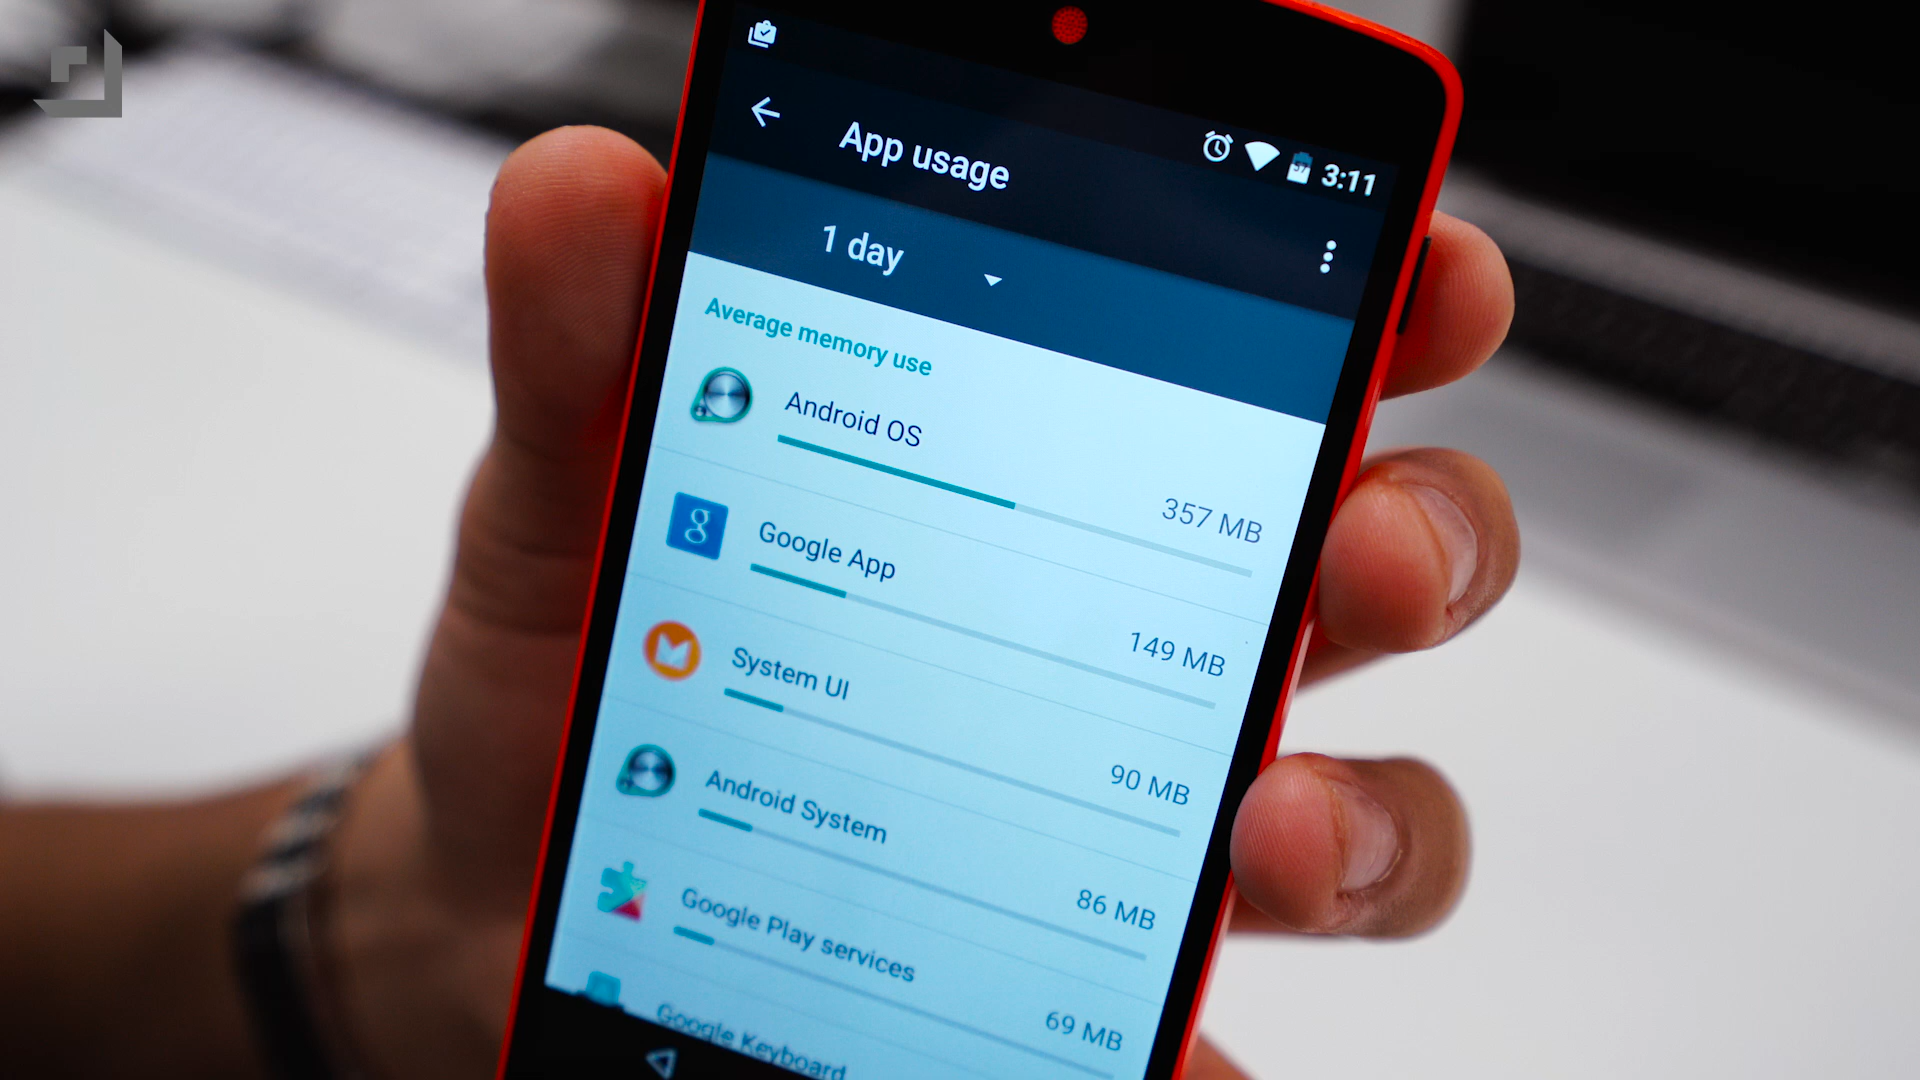 3:11
App usage
1 day
Average memory use
Android OS
357 MB
g
Google App
149 MB
System UI
90 MB
Android System
86 MB
Google Play services
69 MB
Google Keyboard